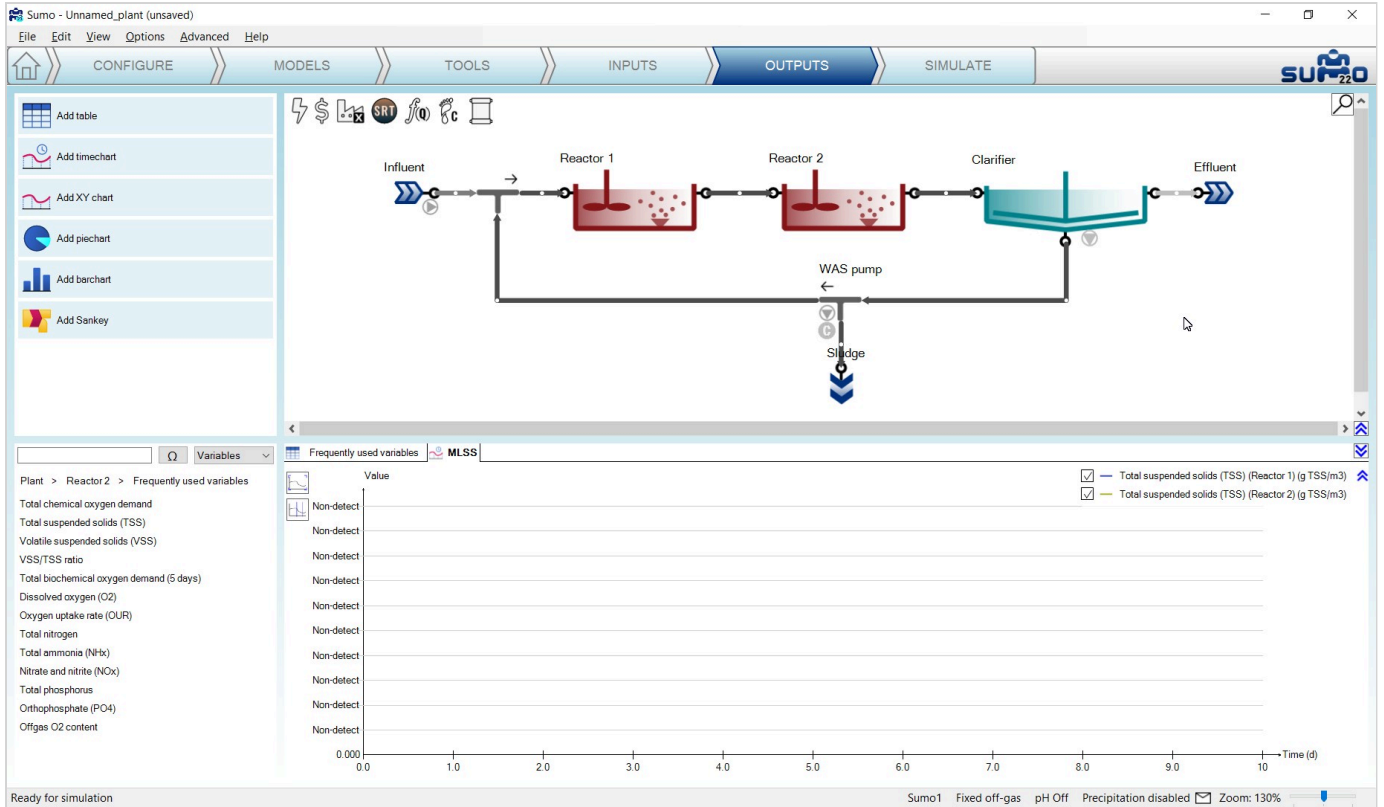 Sumo - Unnamed_plant (unsaved)
File Edit View Options Advanced Help
CONFIGURE MODELS TOOLS INPUTS OUTPUTS SIMULATE
SUMO 22
Add table
Add timechart
Add XY chart
Add piechart
Add barchart
Add Sankey
$ X SRT f(Q) C
Influent
Reactor 1
Reactor 2
Clarifier
Effluent
WAS pump
C
Sludge
Ω Variables
Plant > Reactor 2 > Frequently used variables
Total chemical oxygen demand
Total suspended solids (TSS)
Volatile suspended solids (VSS)
VSS/TSS ratio
Total biochemical oxygen demand (5 days)
Dissolved oxygen (O2)
Oxygen uptake rate (OUR)
Total nitrogen
Total ammonia (NHx)
Nitrate and nitrite (NOx)
Total phosphorus
Orthophosphate (PO4)
Offgas O2 content
Frequently used variables MLSS
Value
Total suspended solids (TSS) (Reactor 1) (g TSS/m3)
Total suspended solids (TSS) (Reactor 2) (g TSS/m3)
Non-detect
Non-detect
Non-detect
Non-detect
Non-detect
Non-detect
Non-detect
Non-detect
Non-detect
Non-detect
0.000
0.0 1.0 2.0 3.0 4.0 5.0 6.0 7.0 8.0 9.0 10
Time (d)
Ready for simulation
Sumo1 Fixed off-gas pH Off Precipitation disabled Zoom: 130%